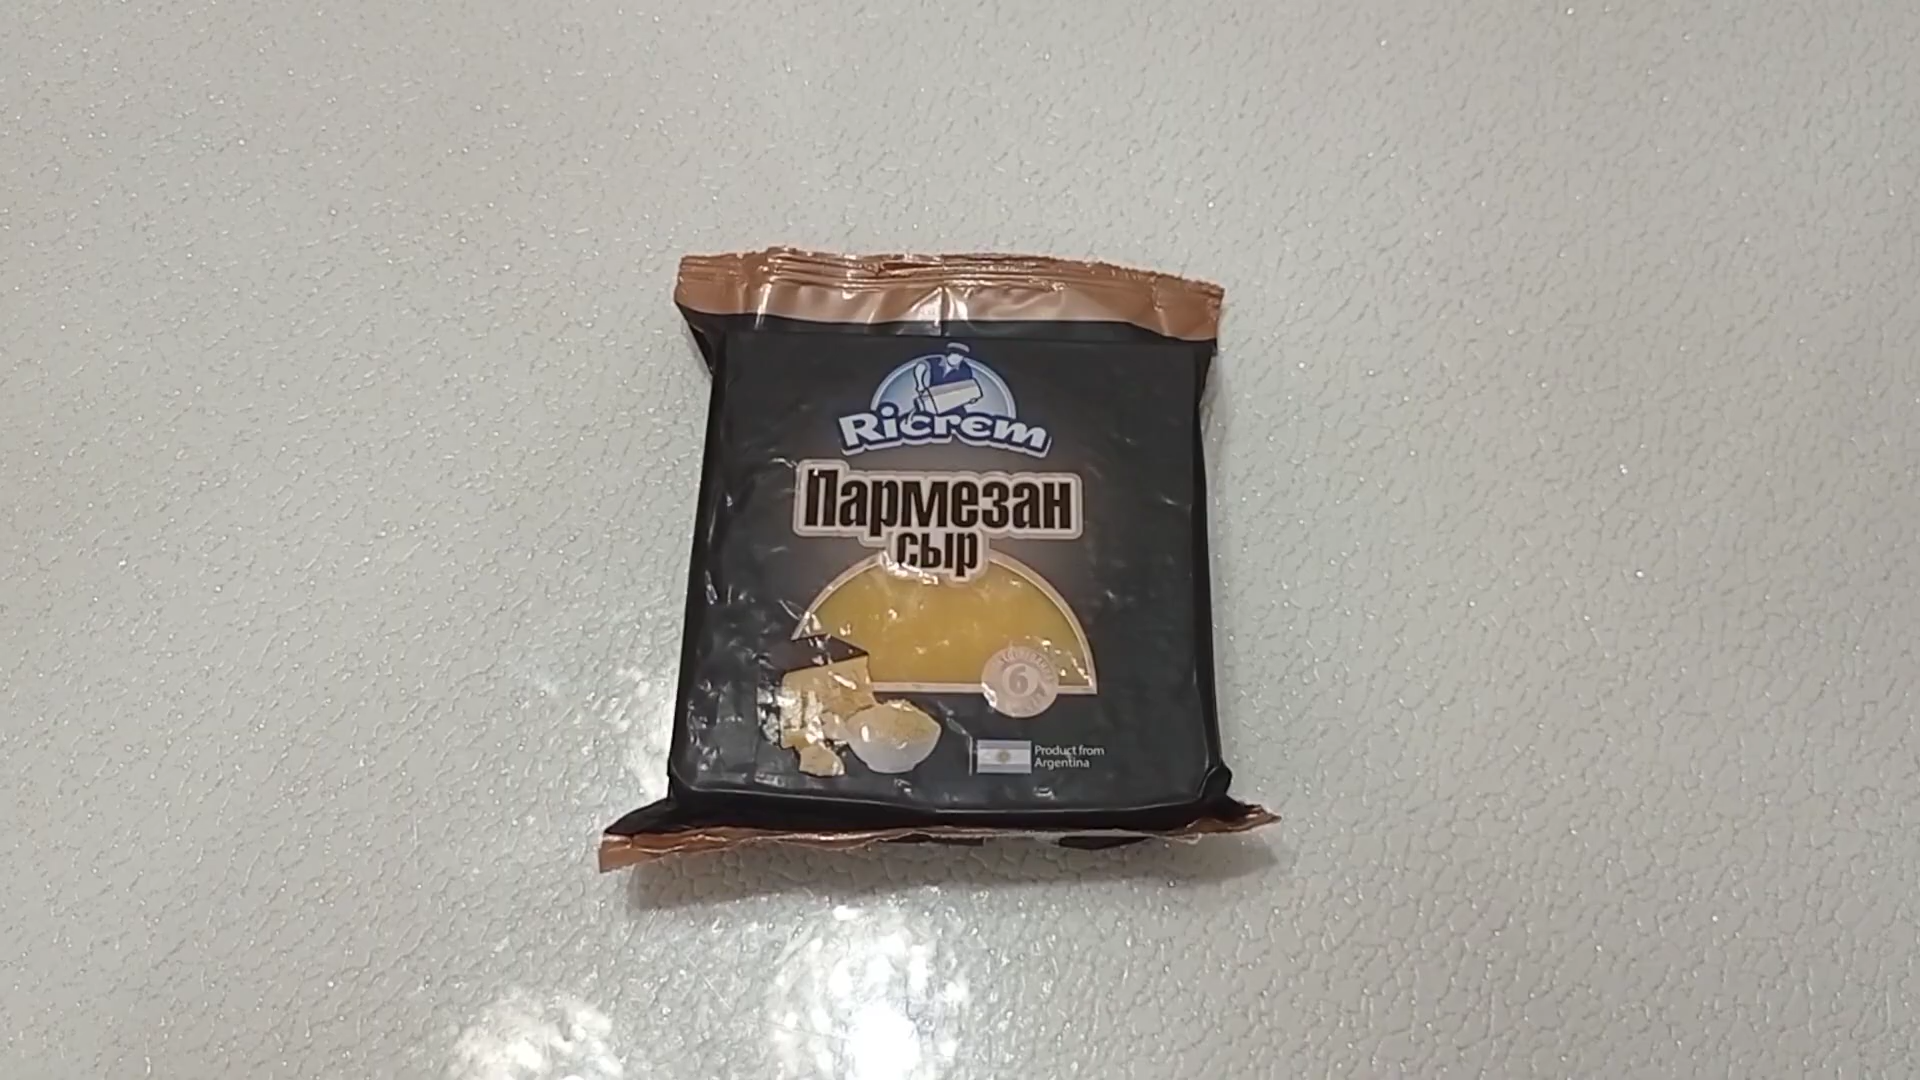 Ricrem
Пармезан
сыр
6
Product from
Argentina